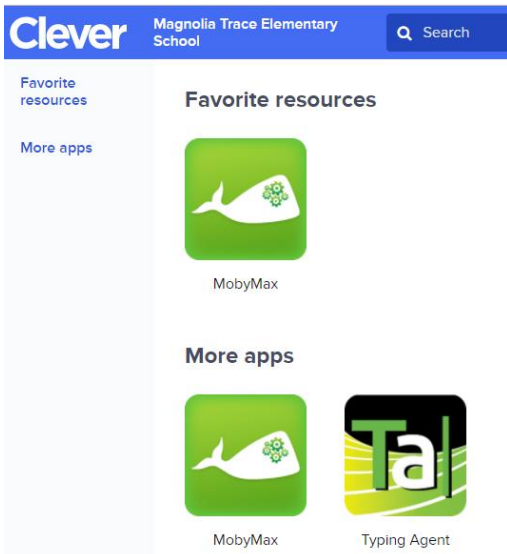 Clever
Magnolia Trace Elementary
School
Search
Favorite
resources
More apps
Favorite resources
MobyMax
More apps
Ta
MobyMax
Typing Agent